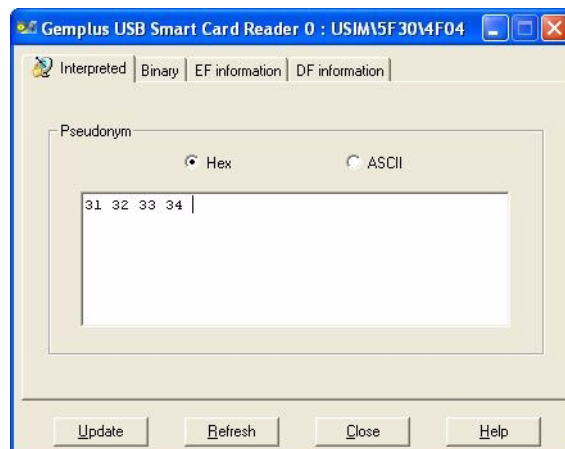 Gemplus USB Smart Card Reader 0 : USIM\5F30\4F04
Interpreted Binary EF information DF information
Pseudonym
Hex ASCII
31 32 33 34
Update Refresh Close Help